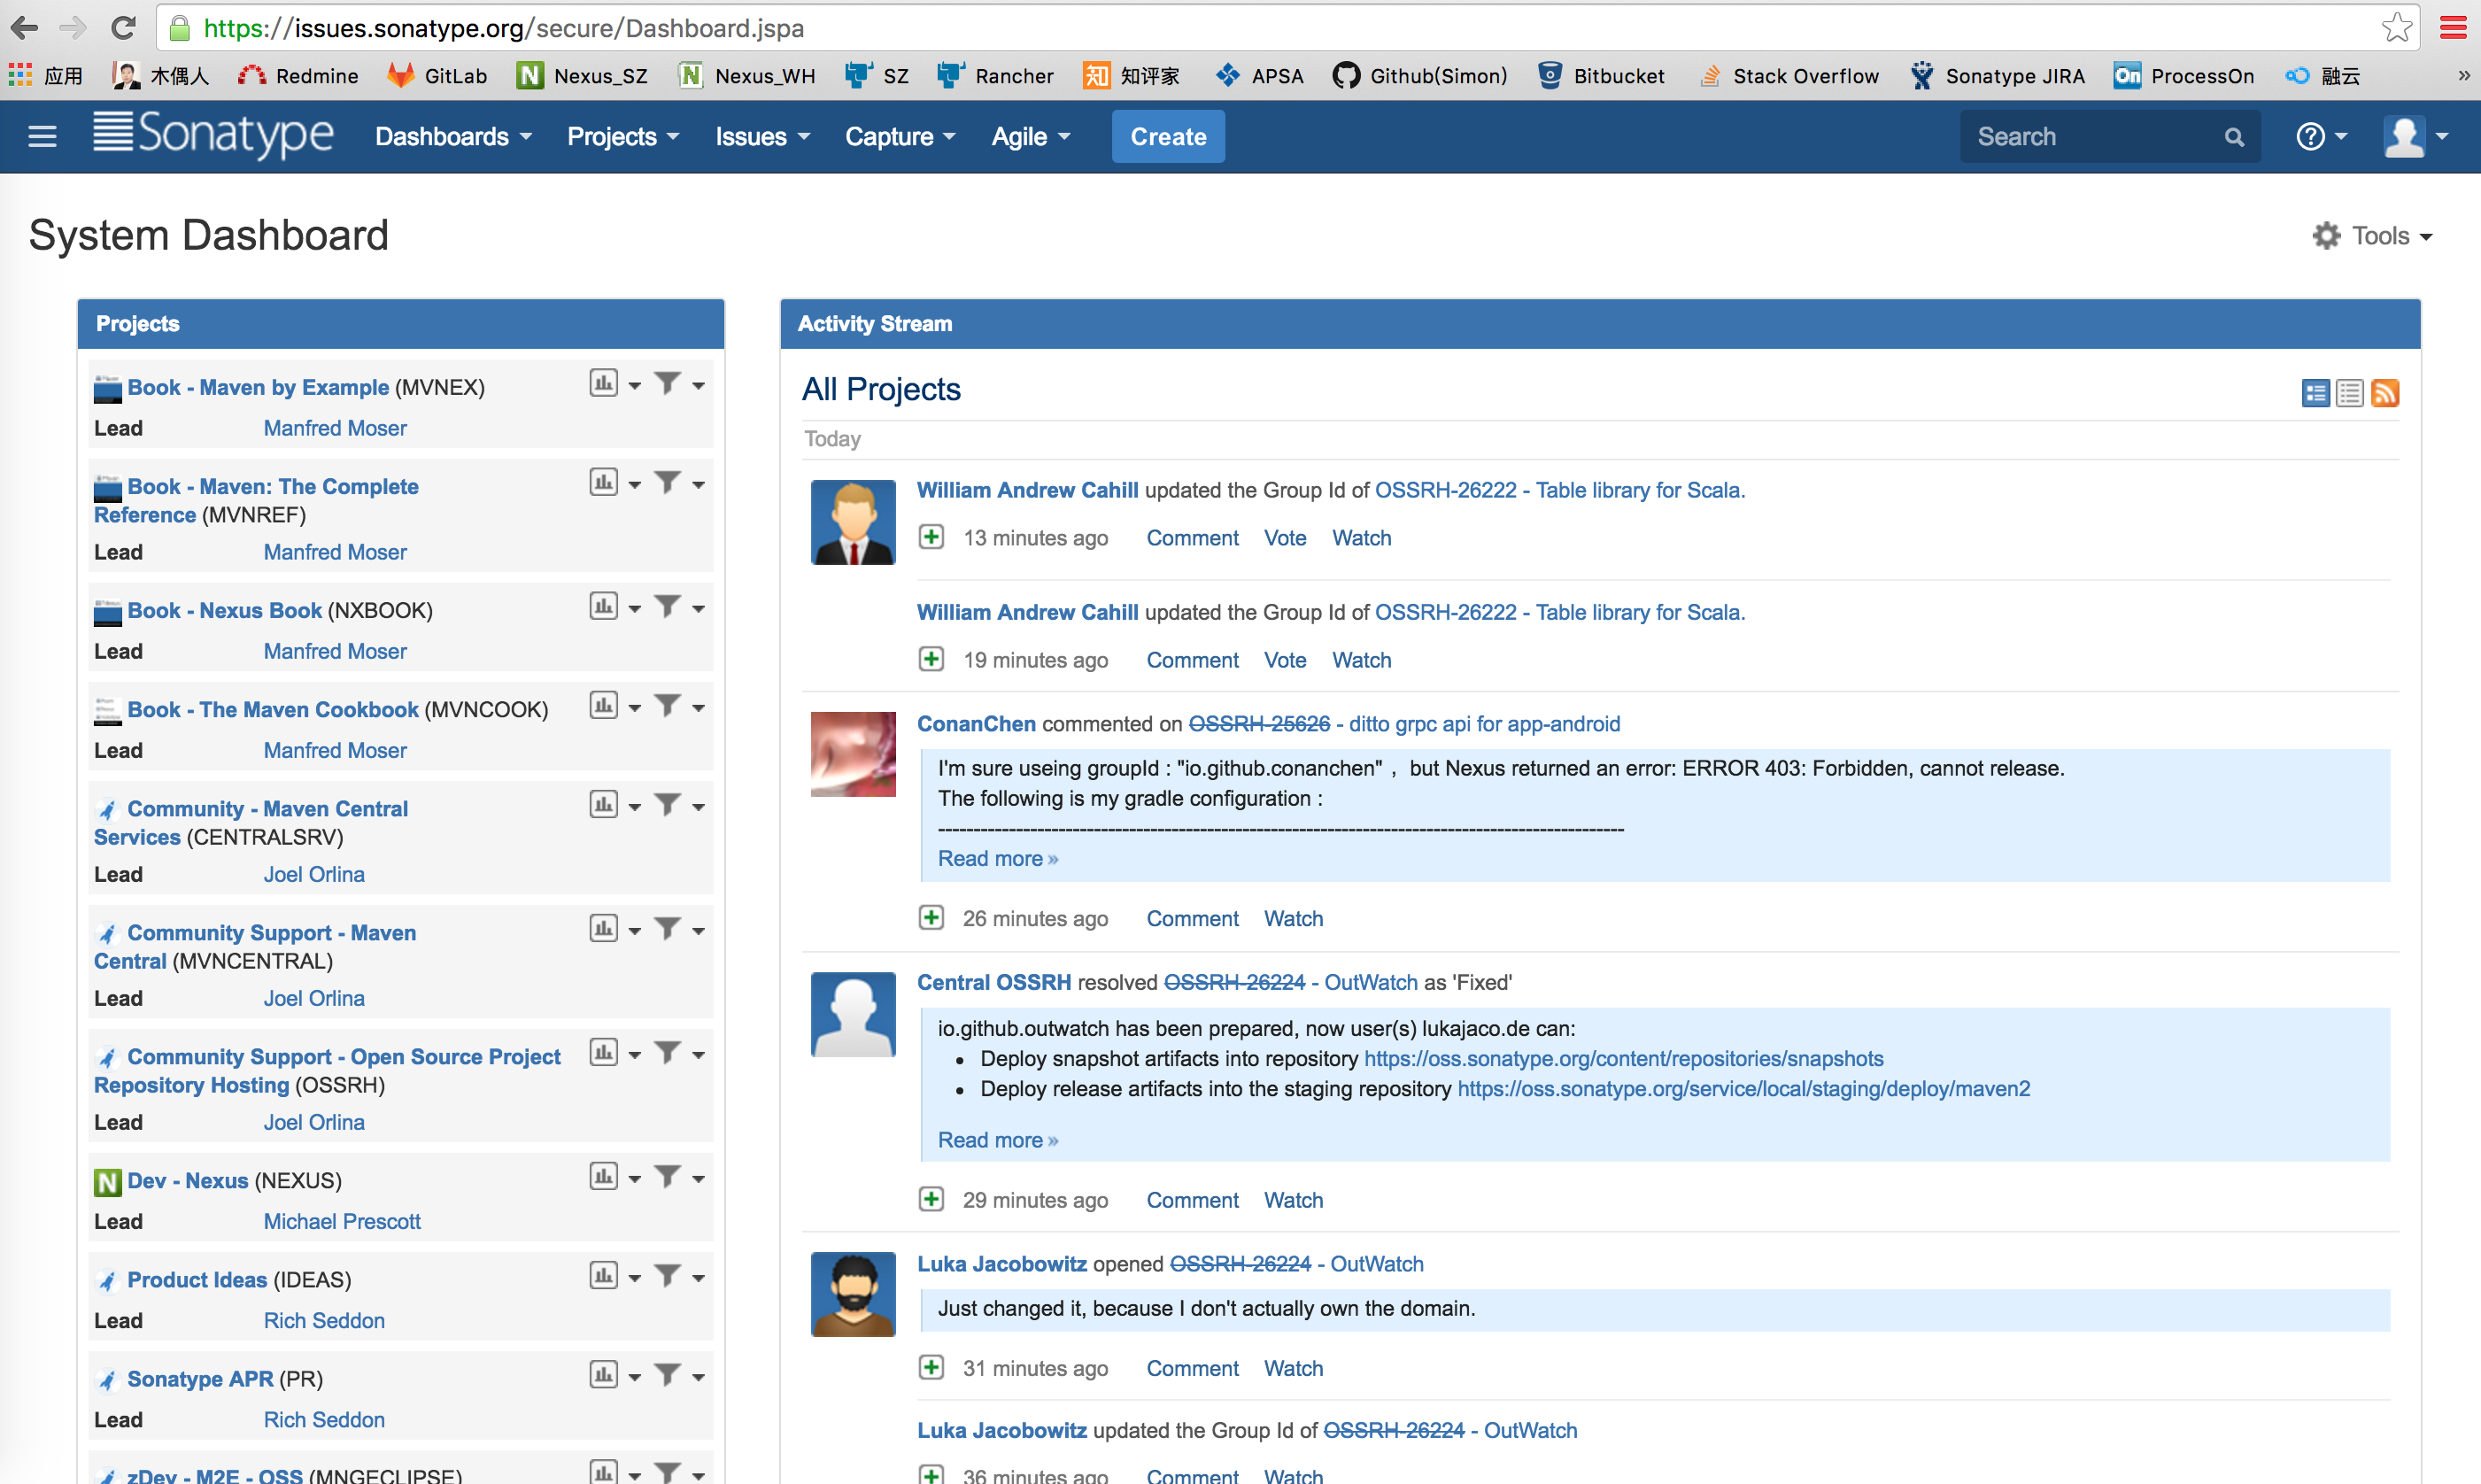 https://issues.sonatype.org/secure/Dashboard.jspa
应用 木偶人 Redmine GitLab Nexus_SZ Nexus_WH SZ Rancher 知评家 APSA Github(Simon) Bitbucket Stack Overflow Sonatype JIRA ProcessOn 融云 »
Sonatype Dashboards Projects Issues Capture Agile Create Search
System Dashboard
Tools
Projects
Book - Maven by Example (MVNEX)
Lead Manfred Moser
Book - Maven: The Complete
Reference (MVNREF)
Lead Manfred Moser
Book - Nexus Book (NXBOOK)
Lead Manfred Moser
Book - The Maven Cookbook (MVNCOOK)
Lead Manfred Moser
Community - Maven Central
Services (CENTRALSRV)
Lead Joel Orlina
Community Support - Maven
Central (MVNCENTRAL)
Lead Joel Orlina
Community Support - Open Source Project
Repository Hosting (OSSRH)
Lead Joel Orlina
Dev - Nexus (NEXUS)
Lead Michael Prescott
Product Ideas (IDEAS)
Lead Rich Seddon
Sonatype APR (PR)
Lead Rich Seddon
zDev - M2E - OSS (MNGECLIPSE)
Activity Stream
All Projects
Today
William Andrew Cahill updated the Group Id of OSSRH-26222 - Table library for Scala.
13 minutes ago Comment Vote Watch
William Andrew Cahill updated the Group Id of OSSRH-26222 - Table library for Scala.
19 minutes ago Comment Vote Watch
ConanChen commented on OSSRH-25626 - ditto grpc api for app-android
I'm sure useing groupId : "io.github.conanchen" ，but Nexus returned an error: ERROR 403: Forbidden, cannot release.
The following is my gradle configuration :
--------------------------------------------------------------------------------------------------
Read more »
26 minutes ago Comment Watch
Central OSSRH resolved OSSRH-26224 - OutWatch as 'Fixed'
io.github.outwatch has been prepared, now user(s) lukajaco.de can:
• Deploy snapshot artifacts into repository https://oss.sonatype.org/content/repositories/snapshots
• Deploy release artifacts into the staging repository https://oss.sonatype.org/service/local/staging/deploy/maven2
Read more »
29 minutes ago Comment Watch
Luka Jacobowitz opened OSSRH-26224 - OutWatch
Just changed it, because I don't actually own the domain.
31 minutes ago Comment Watch
Luka Jacobowitz updated the Group Id of OSSRH-26224 - OutWatch
36 minutes ago Comment Watch